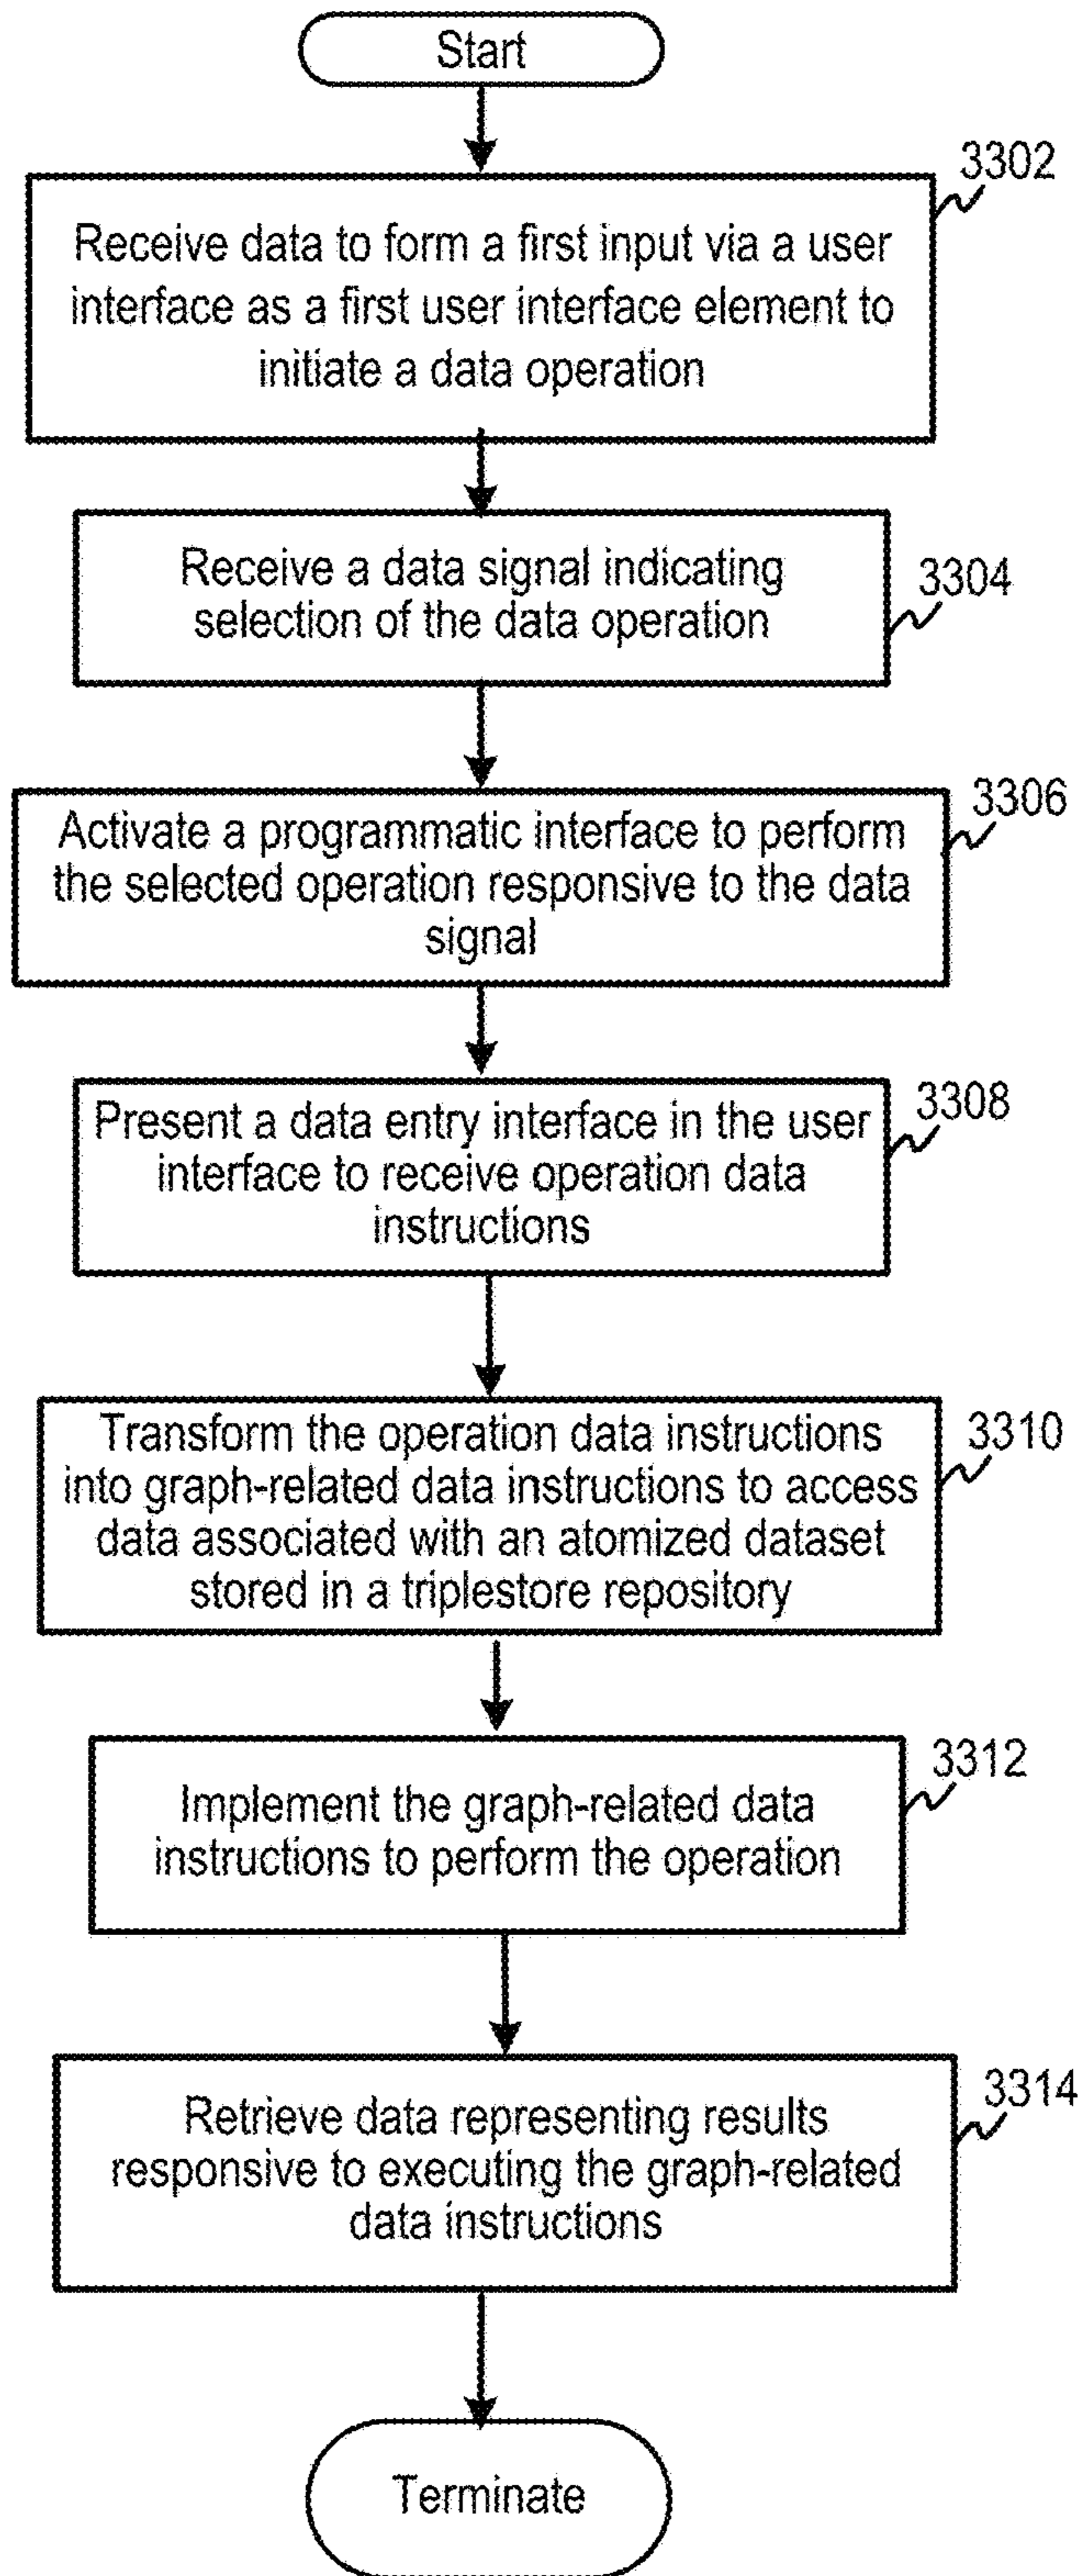 Start
3302
Receive data to form a first input via a user
interface as a first user interface element to
initiate a data operation
Receive a data signal indicating
selection of the data operation
3304
3306
Activate a programmatic interface to perform
the selected operation responsive to the data
signal
3308
Present a data entry interface in the user
interface to receive operation data
instructions
3310
Transform the operation data instructions
into graph-related data instructions to access
data associated with an atomized dataset
stored in a triplestore repository
3312
Implement the graph-related data
instructions to perform the operation
3314
Retrieve data representing results
responsive to executing the graph-related
data instructions
Terminate